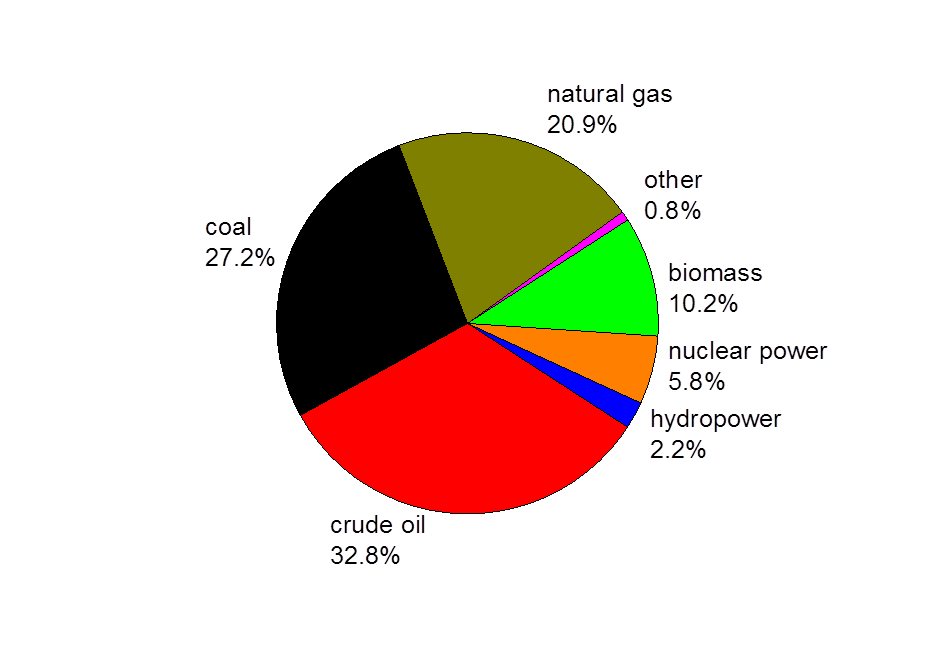 natural gas
20.9%
other
0.8%
coal
27.2%
biomass
10.2%
nuclear power
5.8%
hydropower
2.2%
crude oil
32.8%